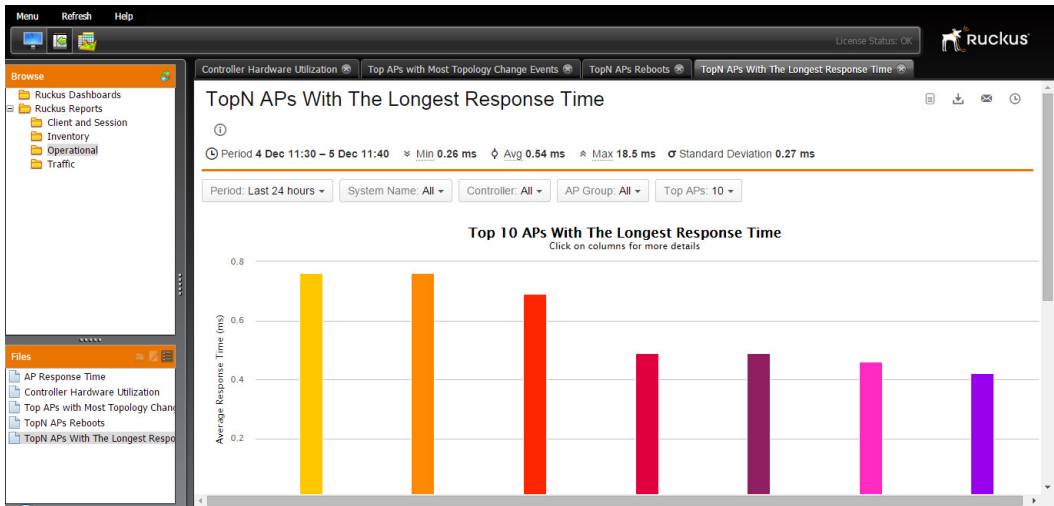 Menu Refresh Help
License Status: OK
Ruckus
Browse
Ruckus Dashboards
Ruckus Reports
Client and Session
Inventory
Operational
Traffic
Files
AP Response Time
Controller Hardware Utilization
Top APs with Most Topology Chang
TopN APs Reboots
TopN APs With The Longest Respo
Controller Hardware Utilization Top APs with Most Topology Change Events TopN APs Reboots TopN APs With The Longest Response Time
TopN APs With The Longest Response Time
Period 4 Dec 11:30 – 5 Dec 11:40 Min 0.26 ms Avg 0.54 ms Max 18.5 ms σ Standard Deviation 0.27 ms
Period: Last 24 hours System Name: All Controller: All AP Group: All Top APs: 10
Top 10 APs With The Longest Response Time
Click on columns for more details
Average Response Time (ms)
0.8
0.6
0.4
0.2